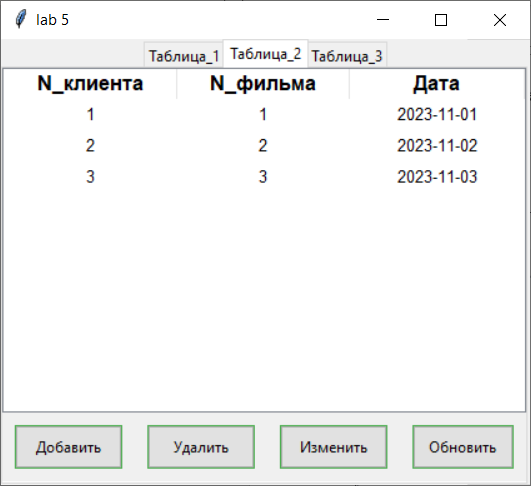 lab 5
Таблица_1 Таблица_2 Таблица_3
N_клиента N_фильма Дата
1 1 2023-11-01
2 2 2023-11-02
3 3 2023-11-03
Добавить Удалить Изменить Обновить